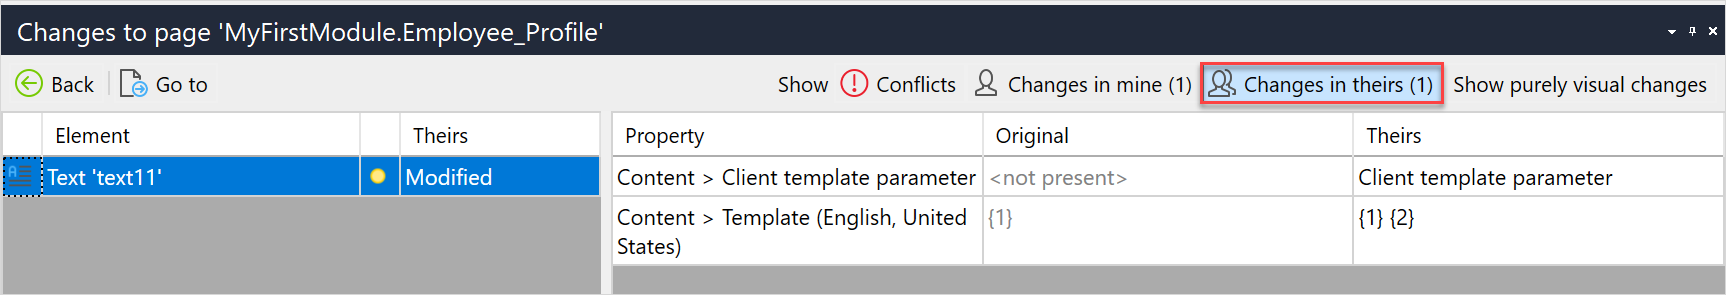 Changes to page 'MyFirstModule.Employee_Profile'
Back Go to Show Conflicts Changes in mine (1) Changes in theirs (1) Show purely visual changes
Element Theirs Property Original Theirs
Text 'text11' Modified Content > Client template parameter <not present> Client template parameter
Content > Template (English, United {1} {1} {2}
States)